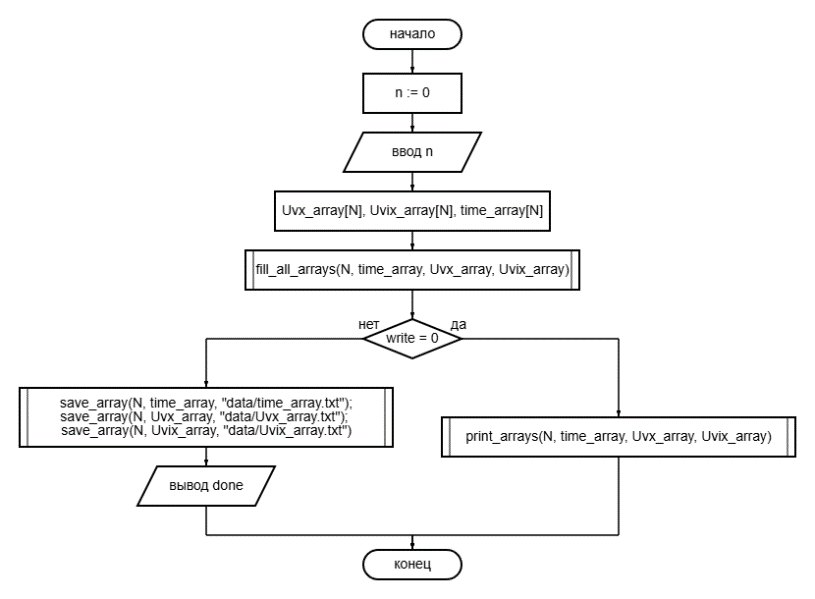 начало
n := 0
ввод n
Uvx_array[N], Uvix_array[N], time_array[N]
fill_all_arrays(N, time_array, Uvx_array, Uvix_array)
нет
да
write = 0
save_array(N, time_array, "data/time_array.txt");
save_array(N, Uvx_array, "data/Uvx_array.txt");
save_array(N, Uvix_array, "data/Uvix_array.txt")
print_arrays(N, time_array, Uvx_array, Uvix_array)
вывод done
конец